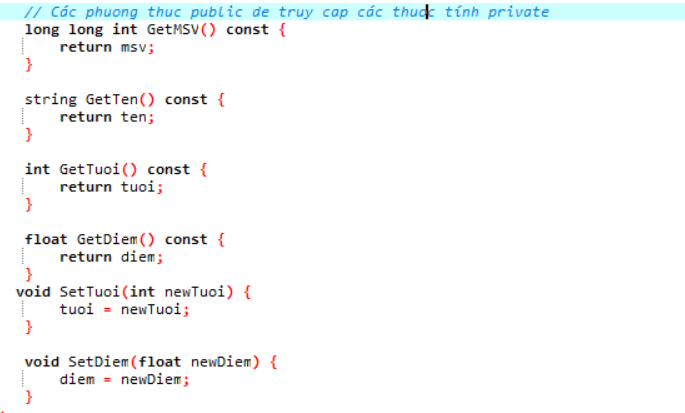 // Các phuong thuc public de truy cap các thuôc tính private
long long int GetMSV() const {
return msv;
}
string GetTen() const {
return ten;
}
int GetTuoi() const {
return tuoi;
}
float GetDiem() const {
return diem;
}
void SetTuoi(int newTuoi) {
tuoi = newTuoi;
}
void SetDiem(float newDiem) {
diem = newDiem;
}